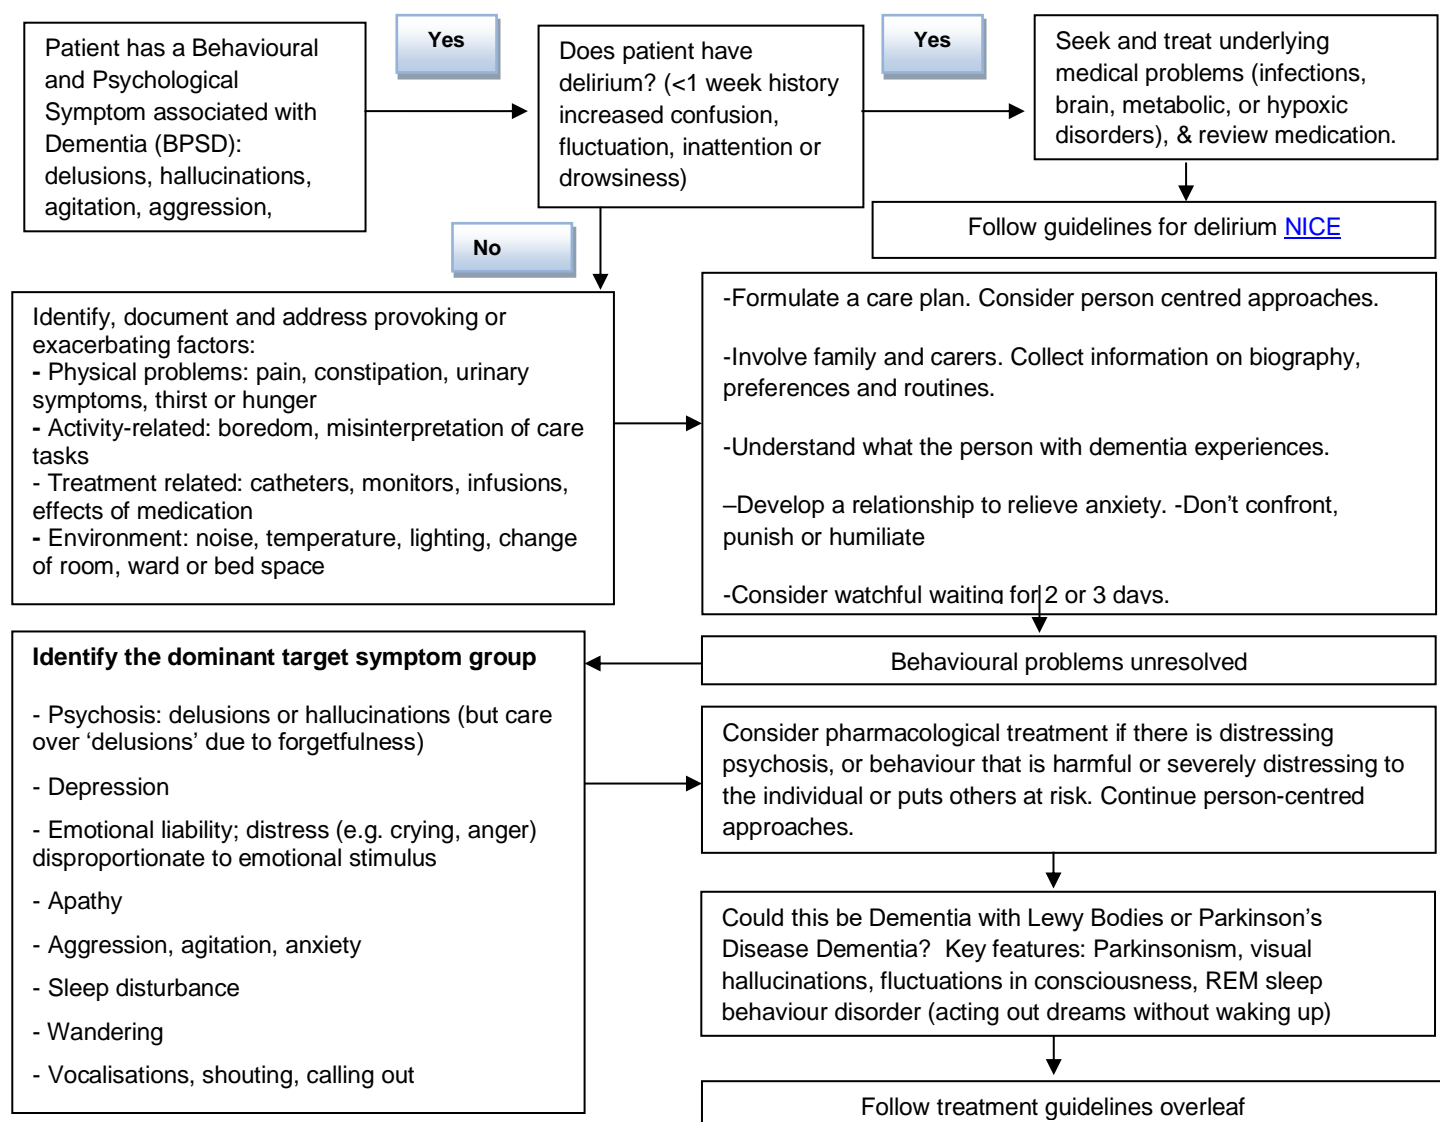 Patient has a Behavioural
and Psychological
Symptom associated with
Dementia (BPSD):
delusions, hallucinations,
agitation, aggression,
Yes
Does patient have
delirium? (<1 week history
increased confusion,
fluctuation, inattention or
drowsiness)
Yes
Seek and treat underlying
medical problems (infections,
brain, metabolic, or hypoxic
disorders), & review medication.
Follow guidelines for delirium NICE
No
Identify, document and address provoking or
exacerbating factors:
- Physical problems: pain, constipation, urinary
symptoms, thirst or hunger
- Activity-related: boredom, misinterpretation of care
tasks
- Treatment related: catheters, monitors, infusions,
effects of medication
- Environment: noise, temperature, lighting, change
of room, ward or bed space
-Formulate a care plan. Consider person centred approaches.
-Involve family and carers. Collect information on biography,
preferences and routines.
-Understand what the person with dementia experiences.
–Develop a relationship to relieve anxiety. -Don’t confront,
punish or humiliate
-Consider watchful waiting for 2 or 3 days.
Behavioural problems unresolved
Identify the dominant target symptom group
- Psychosis: delusions or hallucinations (but care
over ‘delusions’ due to forgetfulness)
- Depression
- Emotional liability; distress (e.g. crying, anger)
disproportionate to emotional stimulus
- Apathy
- Aggression, agitation, anxiety
- Sleep disturbance
- Wandering
- Vocalisations, shouting, calling out
Consider pharmacological treatment if there is distressing
psychosis, or behaviour that is harmful or severely distressing to
the individual or puts others at risk. Continue person-centred
approaches.
Could this be Dementia with Lewy Bodies or Parkinson’s
Disease Dementia?  Key features: Parkinsonism, visual
hallucinations, fluctuations in consciousness, REM sleep
behaviour disorder (acting out dreams without waking up)
Follow treatment guidelines overleaf